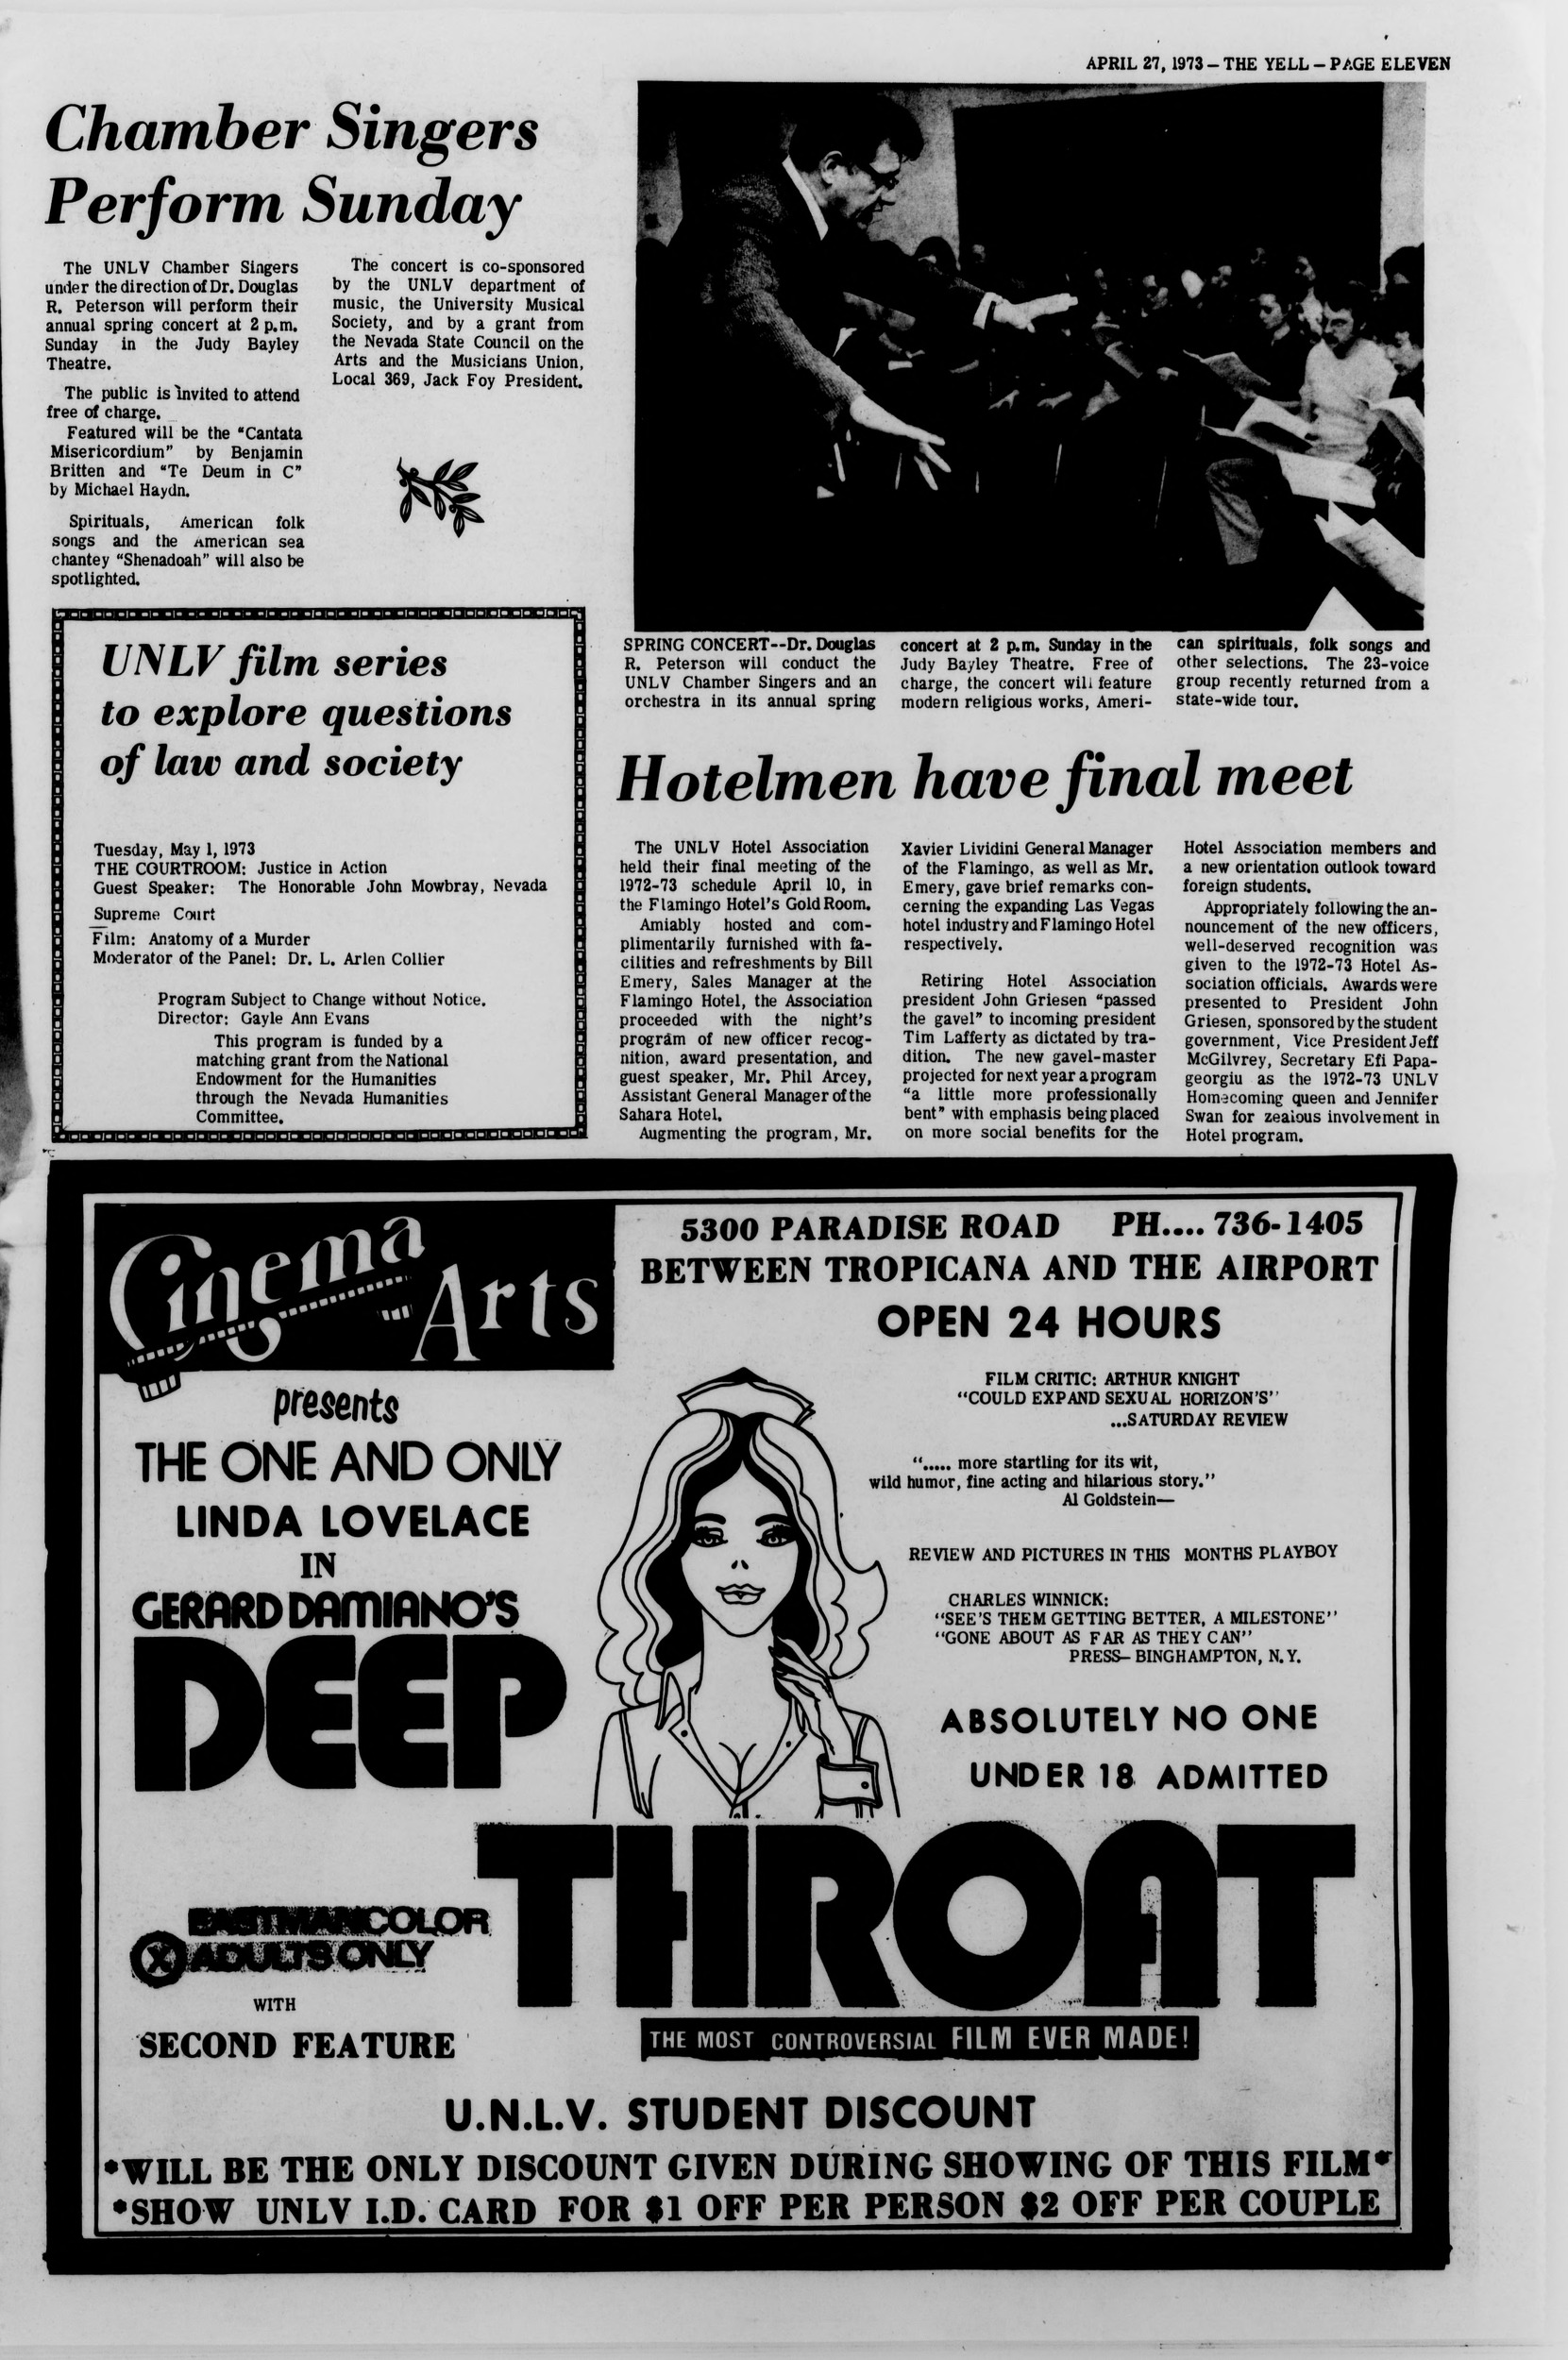 APRIL 27, 1973 – THE YELL – PAGE ELEVEN
Chamber Singers
Perform Sunday
The UNLV Chamber Singers
under the direction of Dr. Douglas
R. Peterson will perform their
annual spring concert at 2 p.m.
Sunday in the Judy Bayley
Theatre.
The public is invited to attend
free of charge.
Featured will be the "Cantata
Misericordium" by Benjamin
Britten and "Te Deum in C"
by Michael Haydn.
Spirituals, American folk
songs and the American sea
chantey "Shenadoah" will also be
spotlighted.
The concert is co-sponsored
by the UNLV department of
music, the University Musical
Society, and by a grant from
the Nevada State Council on the
Arts and the Musicians Union,
Local 369, Jack Foy President.
SPRING CONCERT--Dr. Douglas
R. Peterson will conduct the
UNLV Chamber Singers and an
orchestra in its annual spring
concert at 2 p.m. Sunday in the
Judy Bayley Theatre. Free of
charge, the concert will feature
modern religious works, Ameri-
can spirituals, folk songs and
other selections. The 23-voice
group recently returned from a
state-wide tour.
UNLV film series
to explore questions
of law and society
Tuesday, May 1, 1973
THE COURTROOM: Justice in Action
Guest Speaker: The Honorable John Mowbray, Nevada
Supreme Court
Film: Anatomy of a Murder
Moderator of the Panel: Dr. L. Arlen Collier
Program Subject to Change without Notice.
Director: Gayle Ann Evans
This program is funded by a
matching grant from the National
Endowment for the Humanities
through the Nevada Humanities
Committee.
Hotelmen have final meet
The UNLV Hotel Association
held their final meeting of the
1972-73 schedule April 10, in
the Flamingo Hotel's Gold Room.
Amiably hosted and com-
plimentarily furnished with fa-
cilities and refreshments by Bill
Emery, Sales Manager at the
Flamingo Hotel, the Association
proceeded with the night's
program of new officer recog-
nition, award presentation, and
guest speaker, Mr. Phil Arcey,
Assistant General Manager of the
Sahara Hotel.
Augmenting the program, Mr.
Xavier Lividini General Manager
of the Flamingo, as well as Mr.
Emery, gave brief remarks con-
cerning the expanding Las Vegas
hotel industry and Flamingo Hotel
respectively.
Retiring Hotel Association
president John Griesen "passed
the gavel" to incoming president
Tim Lafferty as dictated by tra-
dition. The new gavel-master
projected for next year a program
"a little more professionally
bent" with emphasis being placed
on more social benefits for the
Hotel Association members and
a new orientation outlook toward
foreign students.
Appropriately following the an-
nouncement of the new officers,
well-deserved recognition was
given to the 1972-73 Hotel As-
sociation officials. Awards were
presented to President John
Griesen, sponsored by the student
government, Vice President Jeff
McGilvrey, Secretary Efi Papa-
georgiu as the 1972-73 UNLV
Homecoming queen and Jennifer
Swan for zealous involvement in
Hotel program.
Cinema Arts
5300 PARADISE ROAD PH.... 736-1405
BETWEEN TROPICANA AND THE AIRPORT
OPEN 24 HOURS
presents
THE ONE AND ONLY
LINDA LOVELACE
IN
GERARD DAMIANO'S
DEEP
THROAT
FILM CRITIC: ARTHUR KNIGHT
"COULD EXPAND SEXUAL HORIZON'S"
...SATURDAY REVIEW
"..... more startling for its wit,
wild humor, fine acting and hilarious story."
Al Goldstein—
REVIEW AND PICTURES IN THIS MONTHS PLAYBOY
CHARLES WINNICK:
"SEE'S THEM GETTING BETTER, A MILESTONE"
"GONE ABOUT AS FAR AS THEY CAN"
PRESS– BINGHAMPTON, N.Y.
ABSOLUTELY NO ONE
UNDER 18 ADMITTED
EASTMANCOLOR
X ADULTS ONLY
WITH
SECOND FEATURE
THE MOST CONTROVERSIAL FILM EVER MADE!
U.N.L.V. STUDENT DISCOUNT
*WILL BE THE ONLY DISCOUNT GIVEN DURING SHOWING OF THIS FILM*
*SHOW UNLV I.D. CARD FOR $1 OFF PER PERSON $2 OFF PER COUPLE